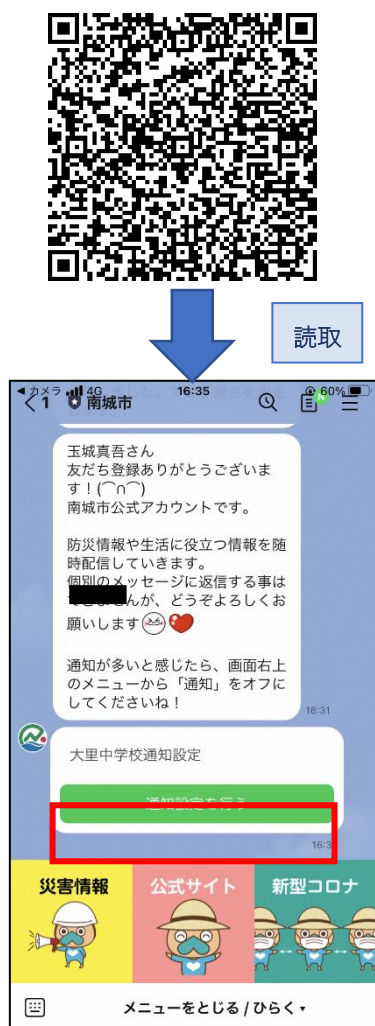 読取
◀カメラ 4G 16:35 60%
1 南城市 N
玉城真吾さん
友だち登録ありがとうございま
す！(⌒∩⌒)
南城市公式アカウントです。
防災情報や生活に役立つ情報を随
時配信していきます。
個別のメッセージに返信する事は
んが、どうぞよろしくお
願いします
通知が多いと感じたら、画面右上
のメニューから「通知」をオフに
してくださいね！
16:31
大里中学校通知設定
通知設定を行う
災害情報
公式サイト
新型コロナ
メニューをとじる / ひらく ▾